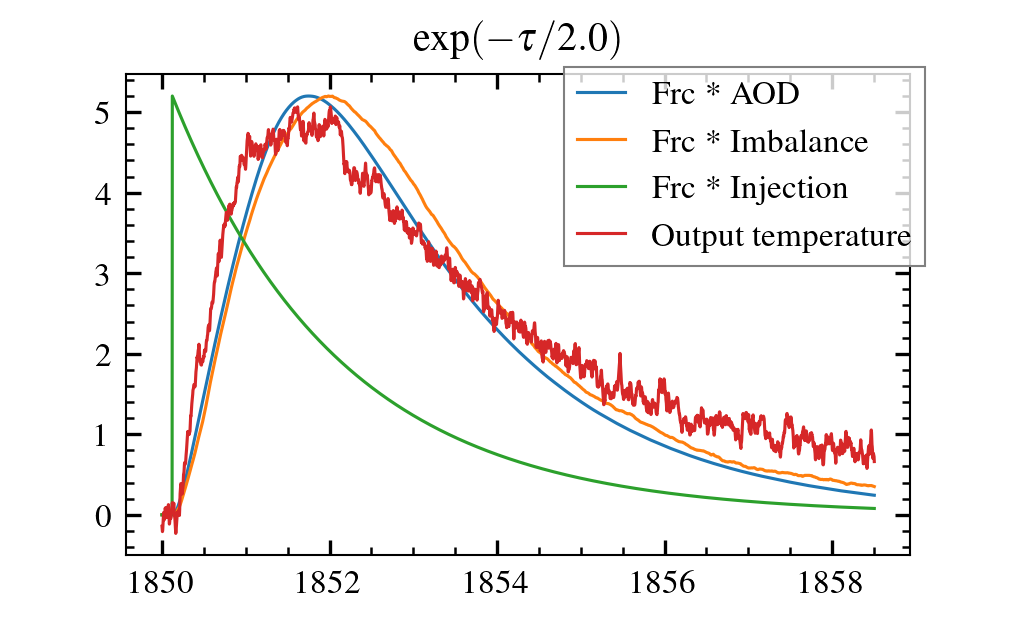 exp(−τ/2.0)
Frc * AOD
Frc * Imbalance
Frc * Injection
Output temperature
5
4
3
2
1
0
1850 1852 1854 1856 1858